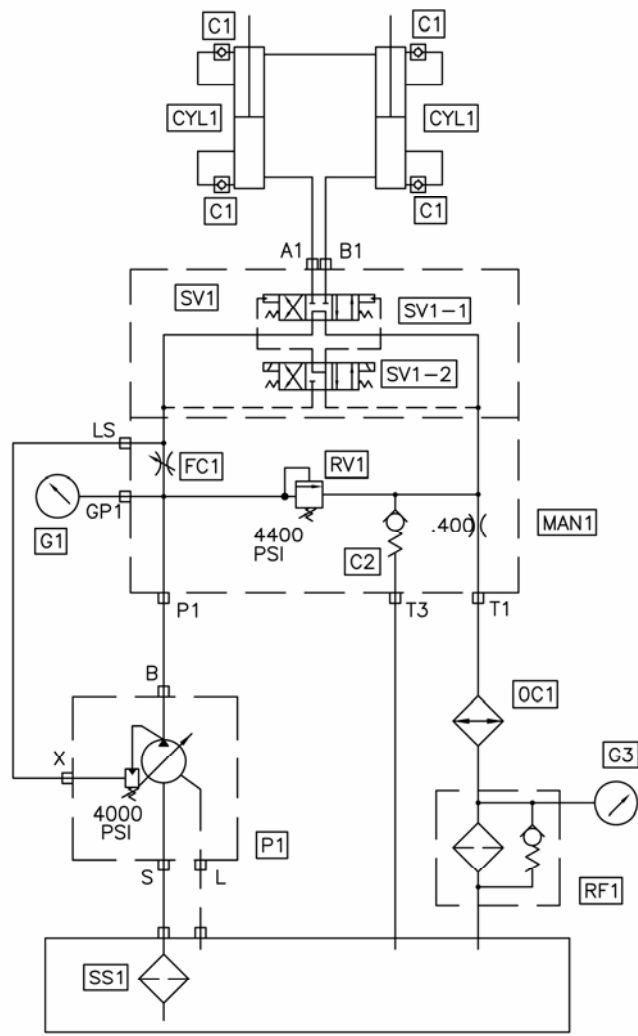 C1
C1
CYL1
CYL1
C1
C1
A1
B1
SV1
SV1-1
SV1-2
LS
FC1
RV1
GP1
G1
4400
PSI
C2
.400
MAN1
P1
T3
T1
B
OC1
X
G3
4000
PSI
P1
S
L
RF1
SS1